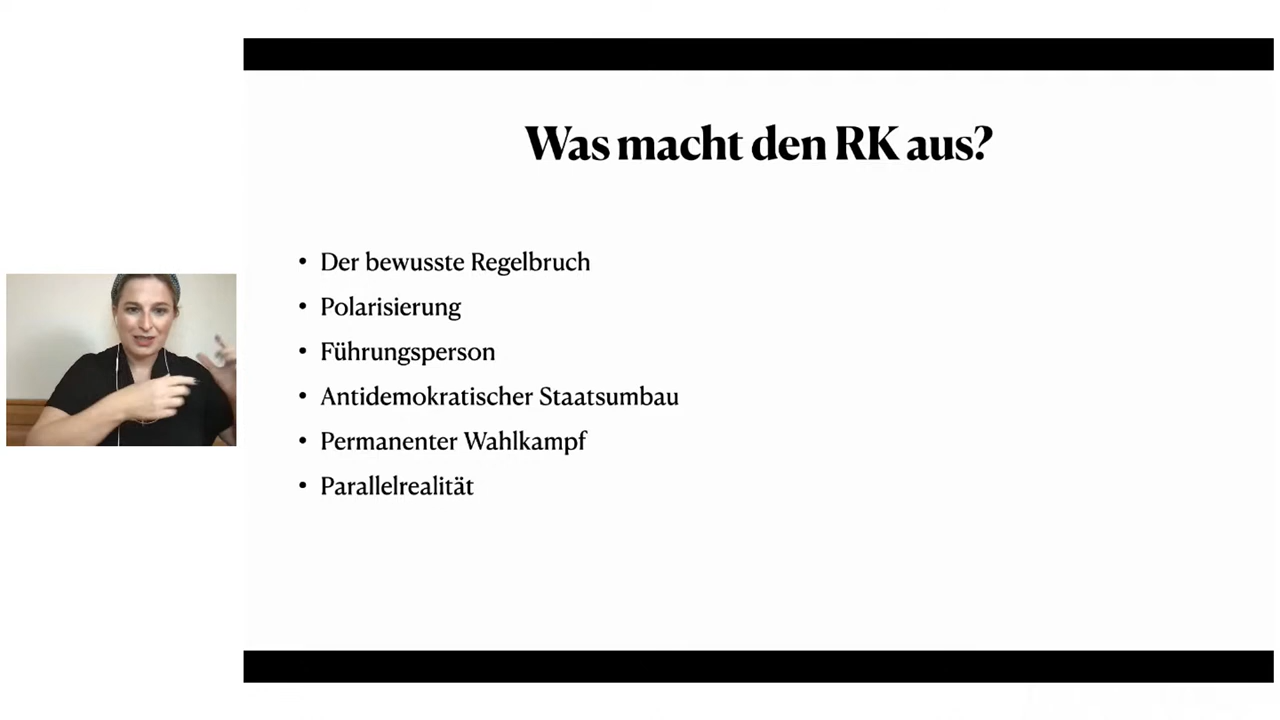 Was macht den RK aus?
• Der bewusste Regelbruch
• Polarisierung
• Führungsperson
• Antidemokratischer Staatsumbau
• Permanenter Wahlkampf
• Parallelrealität